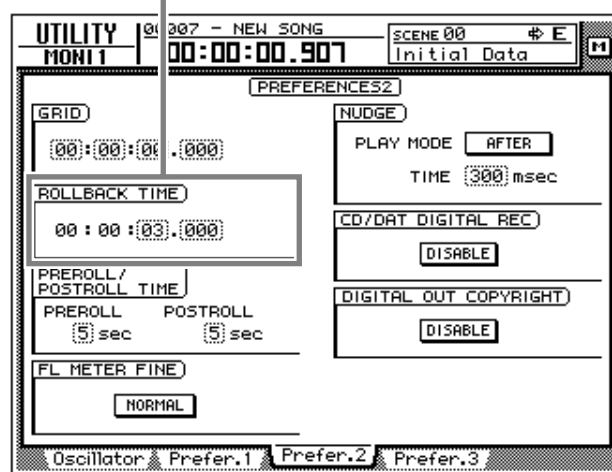 UTILITY
MONI 1
007 - NEW SONG
00:00:00.907
SCENE 00
E
Initial Data
M
PREFERENCES2
GRID
00:00:00.000
ROLLBACK TIME
00:00:03.000
PREROLL/
POSTROLL TIME
PREROLL POSTROLL
5 sec 5 sec
FL METER FINE
NORMAL
NUDGE
PLAY MODE AFTER
TIME 300 msec
CD/DAT DIGITAL REC
DISABLE
DIGITAL OUT COPYRIGHT
DISABLE
Oscillator Prefer.1 Prefer.2 Prefer.3